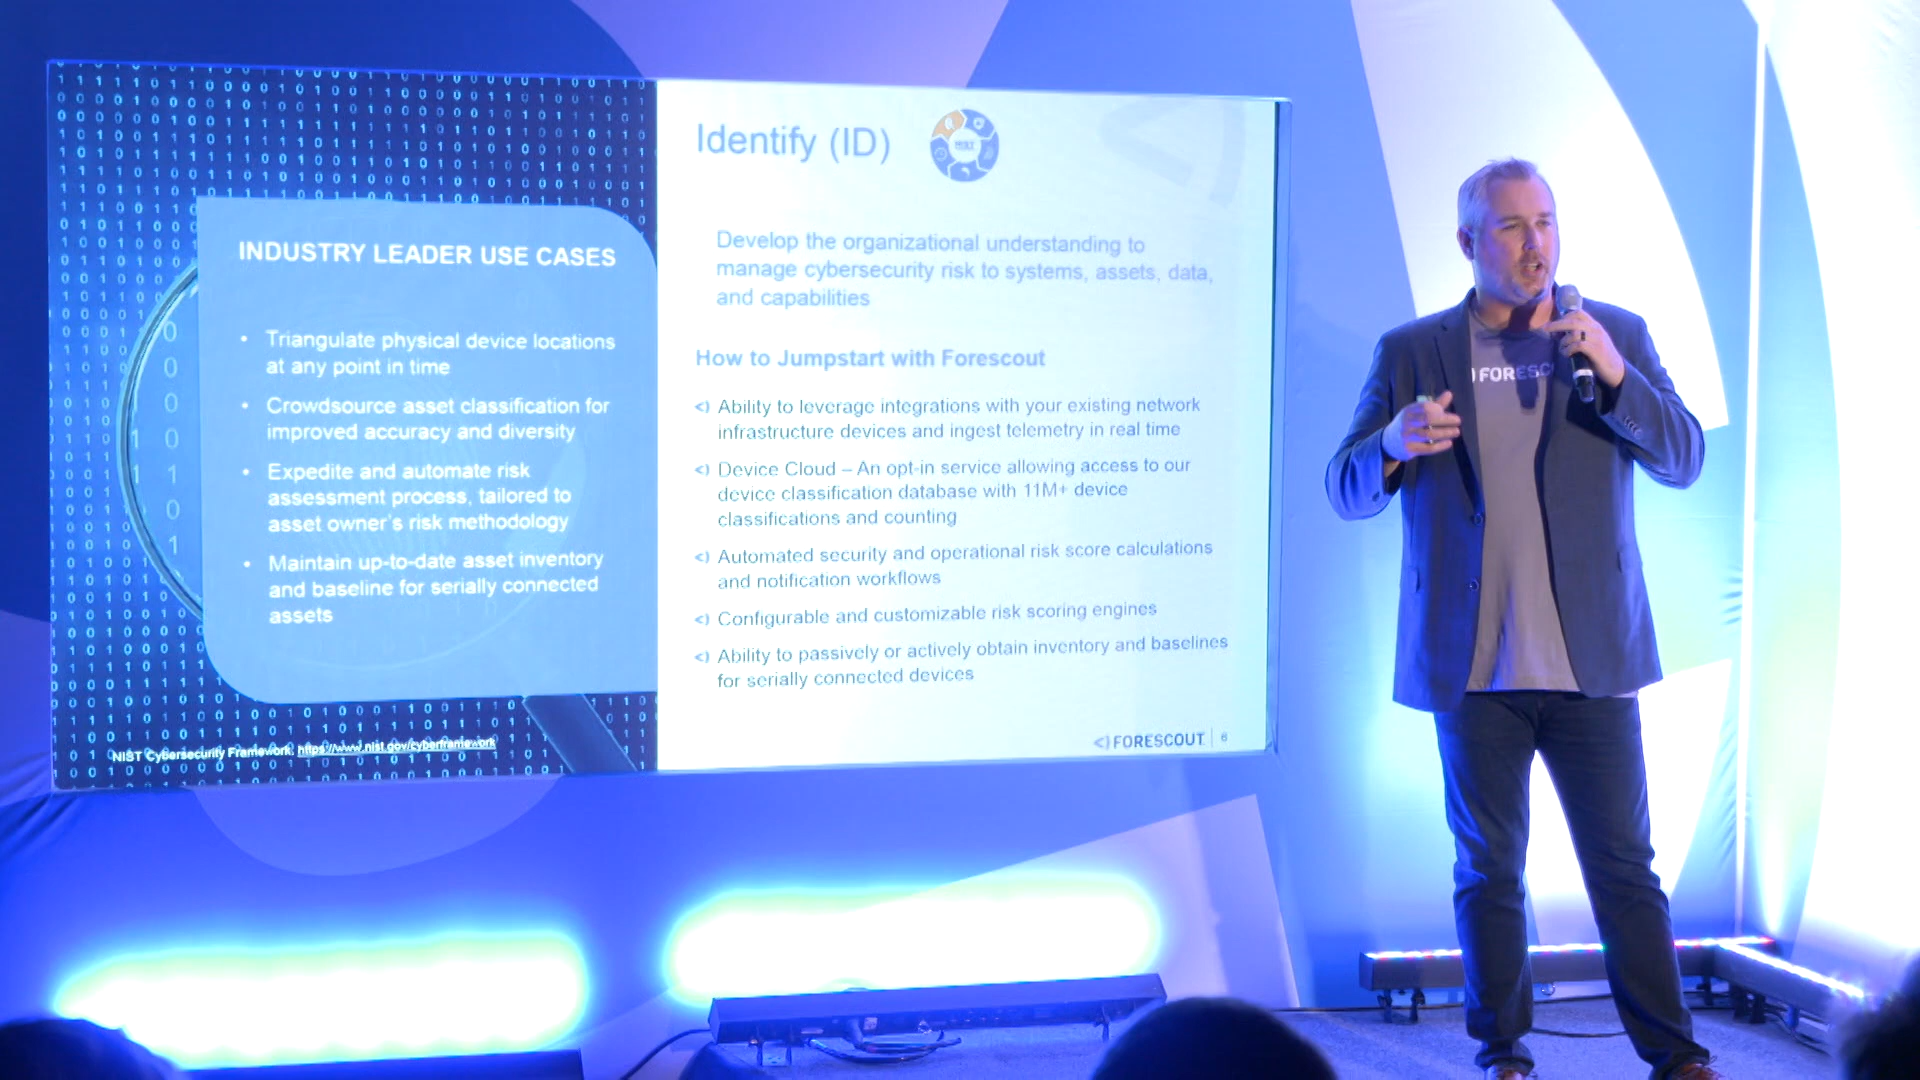 INDUSTRY LEADER USE CASES
• Triangulate physical device locations
at any point in time
• Crowdsource asset classification for
improved accuracy and diversity
• Expedite and automate risk
assessment process, tailored to
asset owner's risk methodology
• Maintain up-to-date asset inventory
and baseline for serially connected
assets
NIST Cybersecurity Framework, https://www.nist.gov/cyberframework
Identify (ID)
NIST
Develop the organizational understanding to
manage cybersecurity risk to systems, assets, data,
and capabilities
How to Jumpstart with Forescout
Ability to leverage integrations with your existing network
infrastructure devices and ingest telemetry in real time
Device Cloud – An opt-in service allowing access to our
device classification database with 11M+ device
classifications and counting
Automated security and operational risk score calculations
and notification workflows
Configurable and customizable risk scoring engines
Ability to passively or actively obtain inventory and baselines
for serially connected devices
FORESCOUT | 6
FORESC